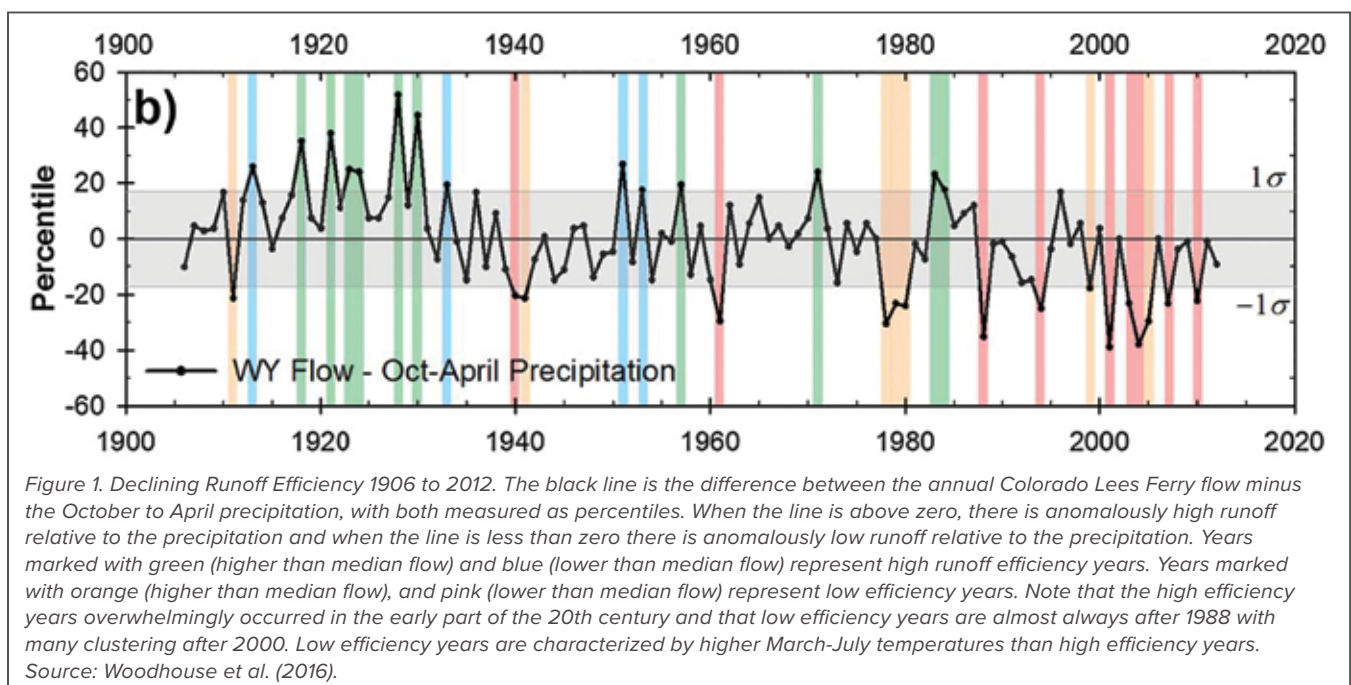 1900 1920 1940 1960 1980 2000 2020
60
b)
40
20
1σ
0
Percentile
-20
−1σ
-40
WY Flow - Oct-April Precipitation
-60
1900 1920 1940 1960 1980 2000 2020
Figure 1. Declining Runoff Efficiency 1906 to 2012. The black line is the difference between the annual Colorado Lees Ferry flow minus
the October to April precipitation, with both measured as percentiles. When the line is above zero, there is anomalously high runoff
relative to the precipitation and when the line is less than zero there is anomalously low runoff relative to the precipitation. Years
marked with green (higher than median flow) and blue (lower than median flow) represent high runoff efficiency years. Years marked
with orange (higher than median flow), and pink (lower than median flow) represent low efficiency years. Note that the high efficiency
years overwhelmingly occurred in the early part of the 20th century and that low efficiency years are almost always after 1988 with
many clustering after 2000. Low efficiency years are characterized by higher March-July temperatures than high efficiency years.
Source: Woodhouse et al. (2016).